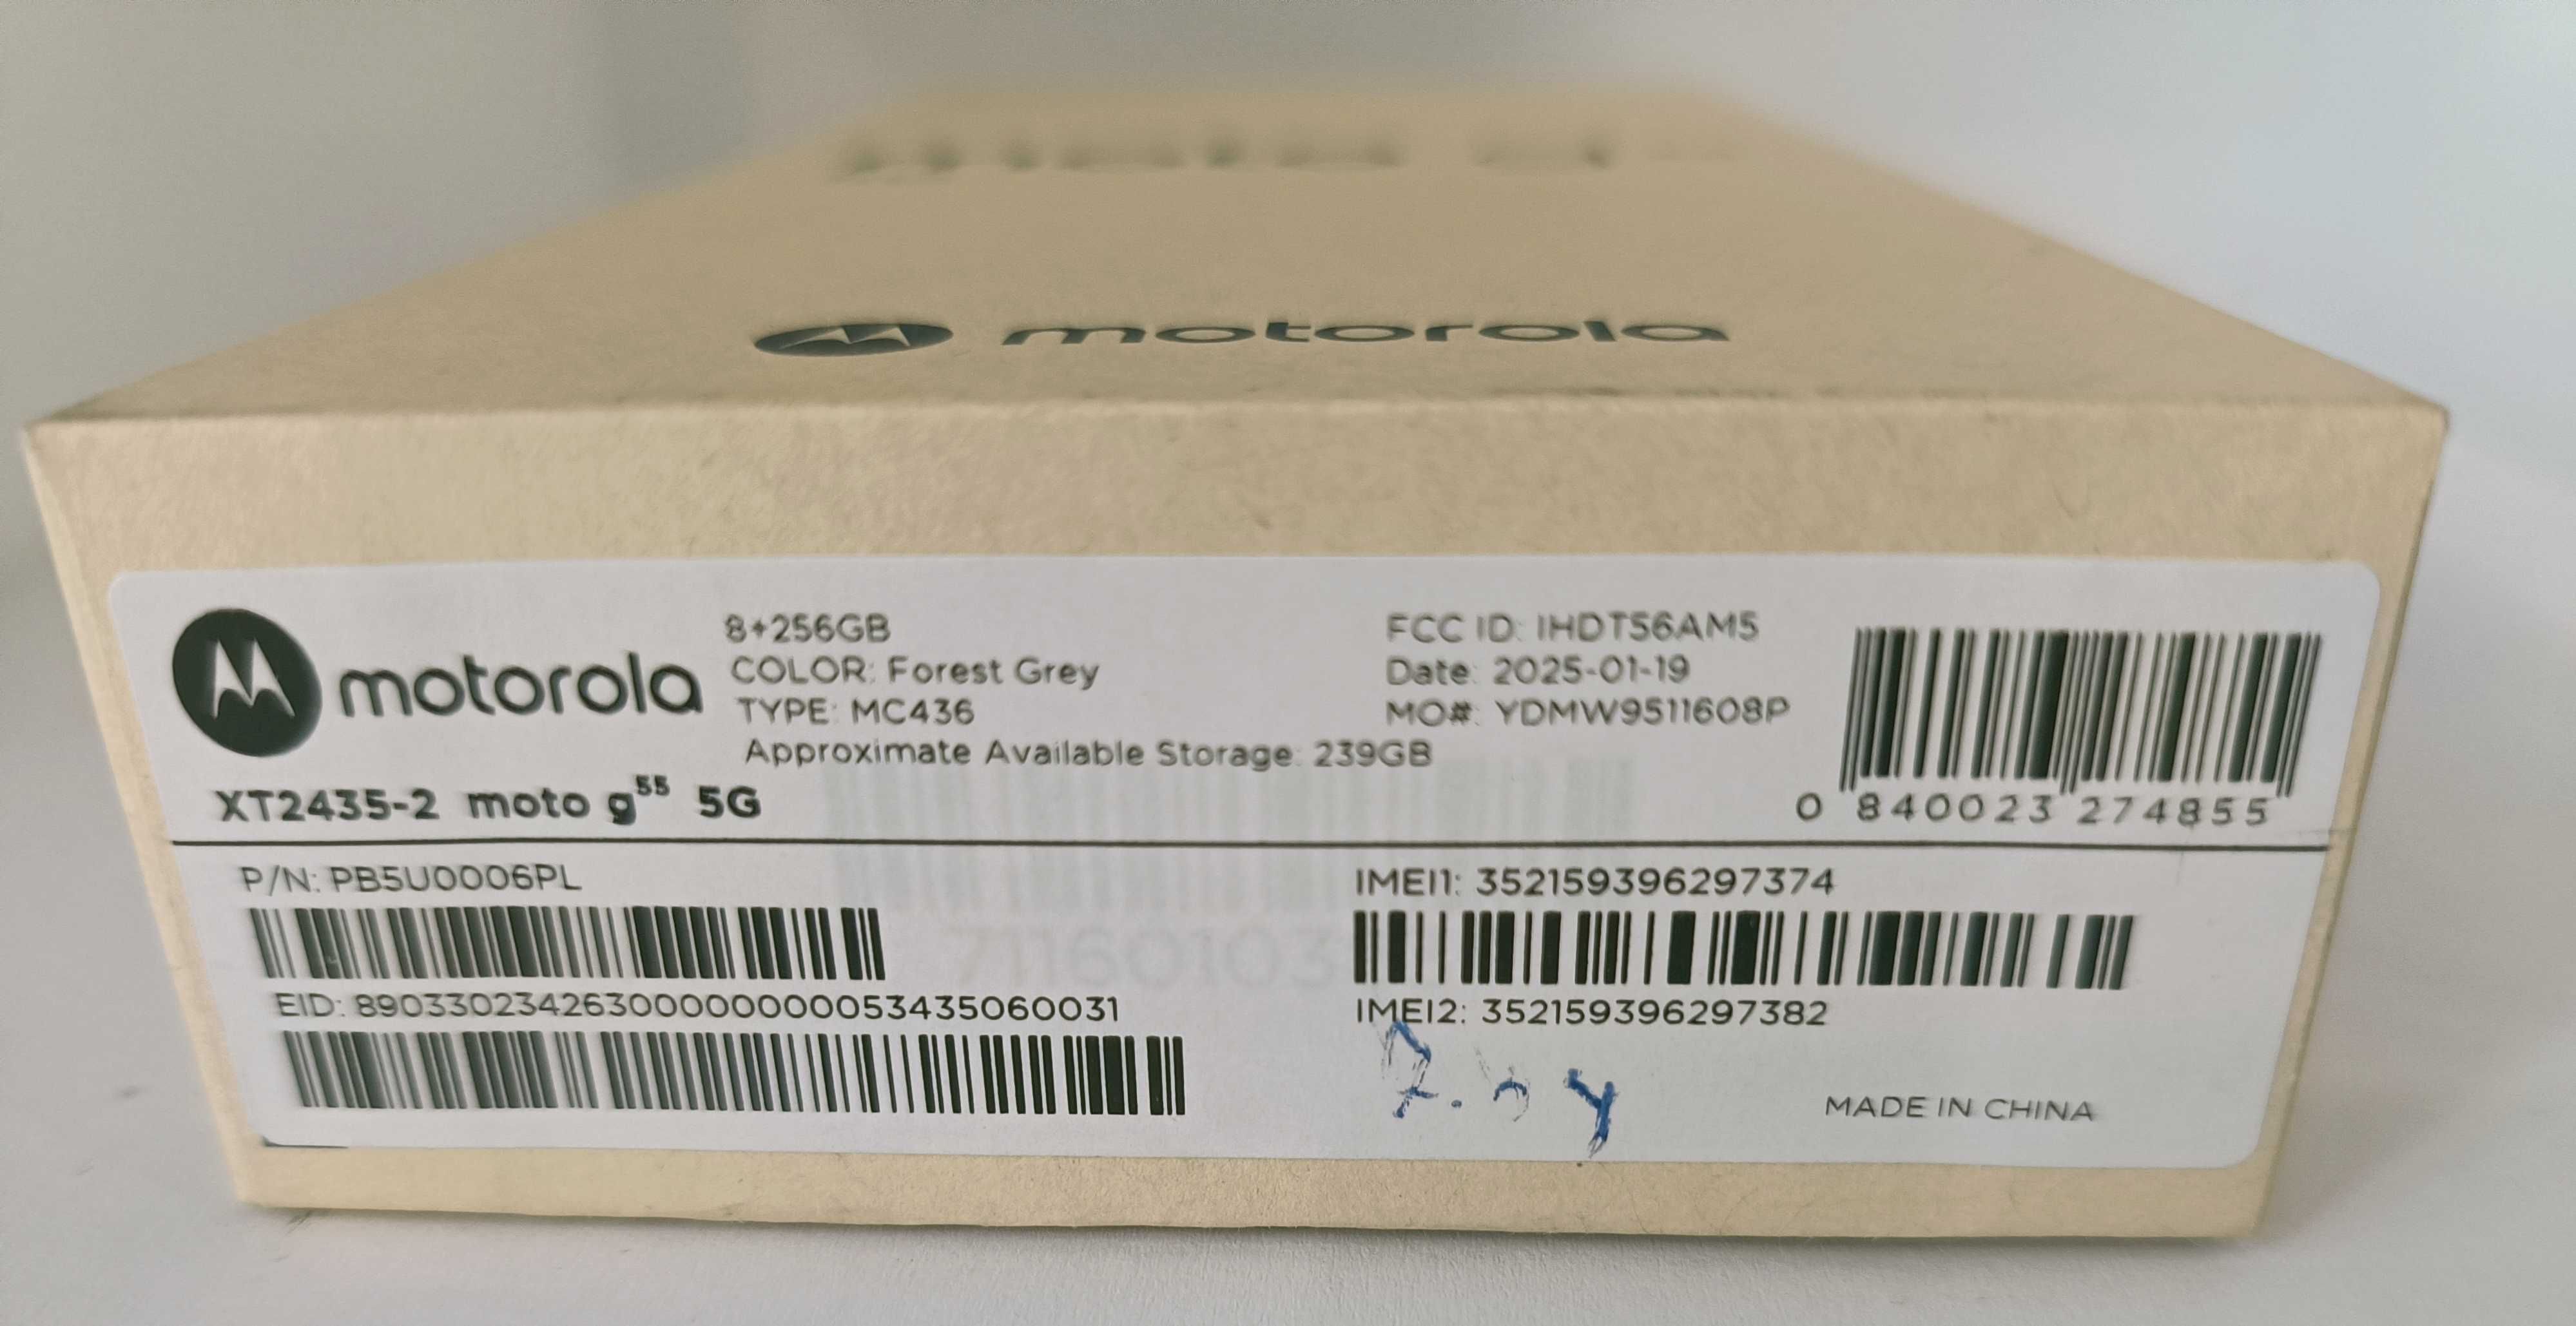 motorola
motorola
8+256GB
COLOR: Forest Grey
TYPE: MC436
Approximate Available Storage: 239GB
XT2435-2 moto g55 5G
FCC ID: IHDT56AM5
Date: 2025-01-19
MO#: YDMW9511608P
0 840023 274855
P/N: PB5U0006PL
EID: 89033023426300000000053435060031
IMEI1: 352159396297374
IMEI2: 352159396297382
MADE IN CHINA
71160103